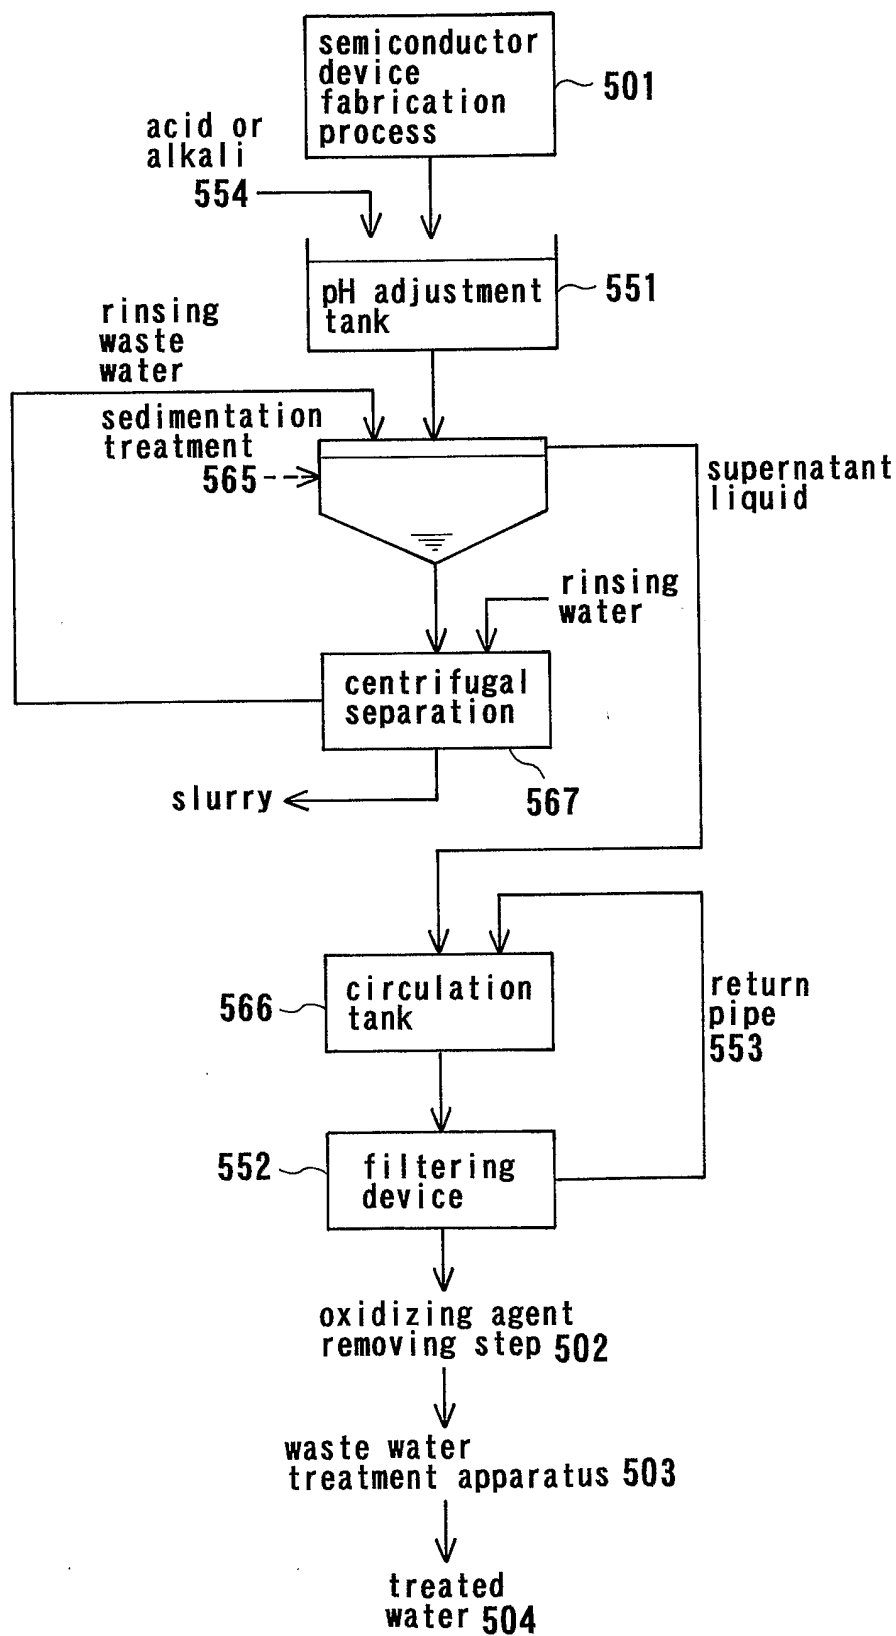 semiconductor
device
fabrication
process
501
acid or
alkali
554
pH adjustment
tank
551
rinsing
waste
water
sedimentation
treatment
565
supernatant
liquid
rinsing
water
centrifugal
separation
567
slurry
circulation
tank
566
return
pipe
553
filtering
device
552
oxidizing agent
removing step 502
waste water
treatment apparatus 503
treated
water 504